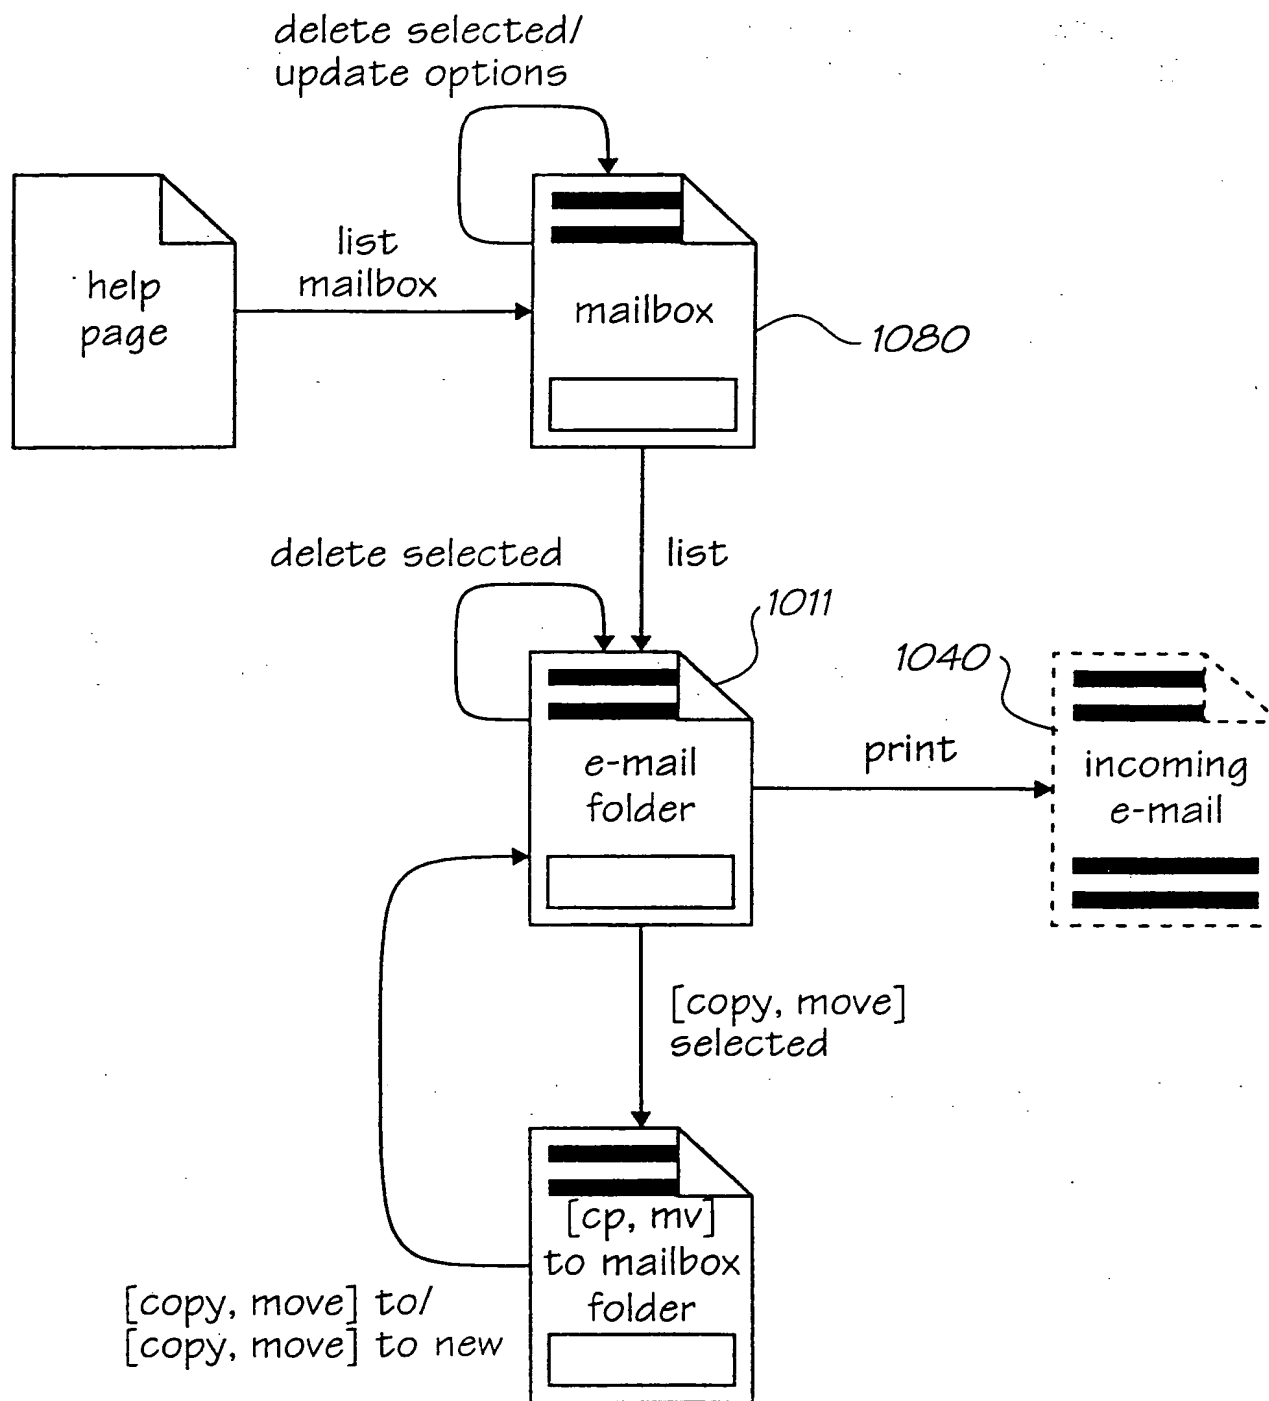 delete selected/
update options
help
page
list
mailbox
mailbox
1080
delete selected
list
1011
1040
e-mail
folder
print
incoming
e-mail
[copy, move]
selected
[cp, mv]
to mailbox
folder
[copy, move] to/
[copy, move] to new